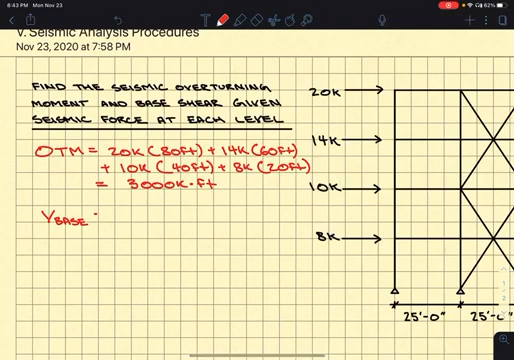 8:43 PM Mon Nov 23
62%
V. Seismic Analysis Procedures
Nov 23, 2020 at 7:58 PM
FIND THE SEISMIC OVERTURNING
MOMENT AND BASE SHEAR GIVEN
SEISMIC FORCE AT EACH LEVEL
OTM = 20K (80FT) + 14K (60FT)
+ 10K (40FT) + 8K (20FT)
= 3000K·FT
VBASE -
20K
14K
10K
8K
25'-0" 25'-0"